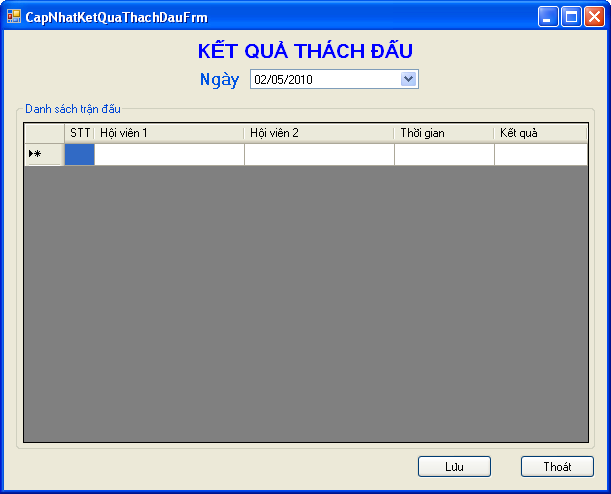 CapNhatKetQuaThachDauFrm
KẾT QUẢ THÁCH ĐẤU
Ngày 02/05/2010
Danh sách trận đấu
STT Hội viên 1 Hội viên 2 Thời gian Kết quả
Lưu Thoát